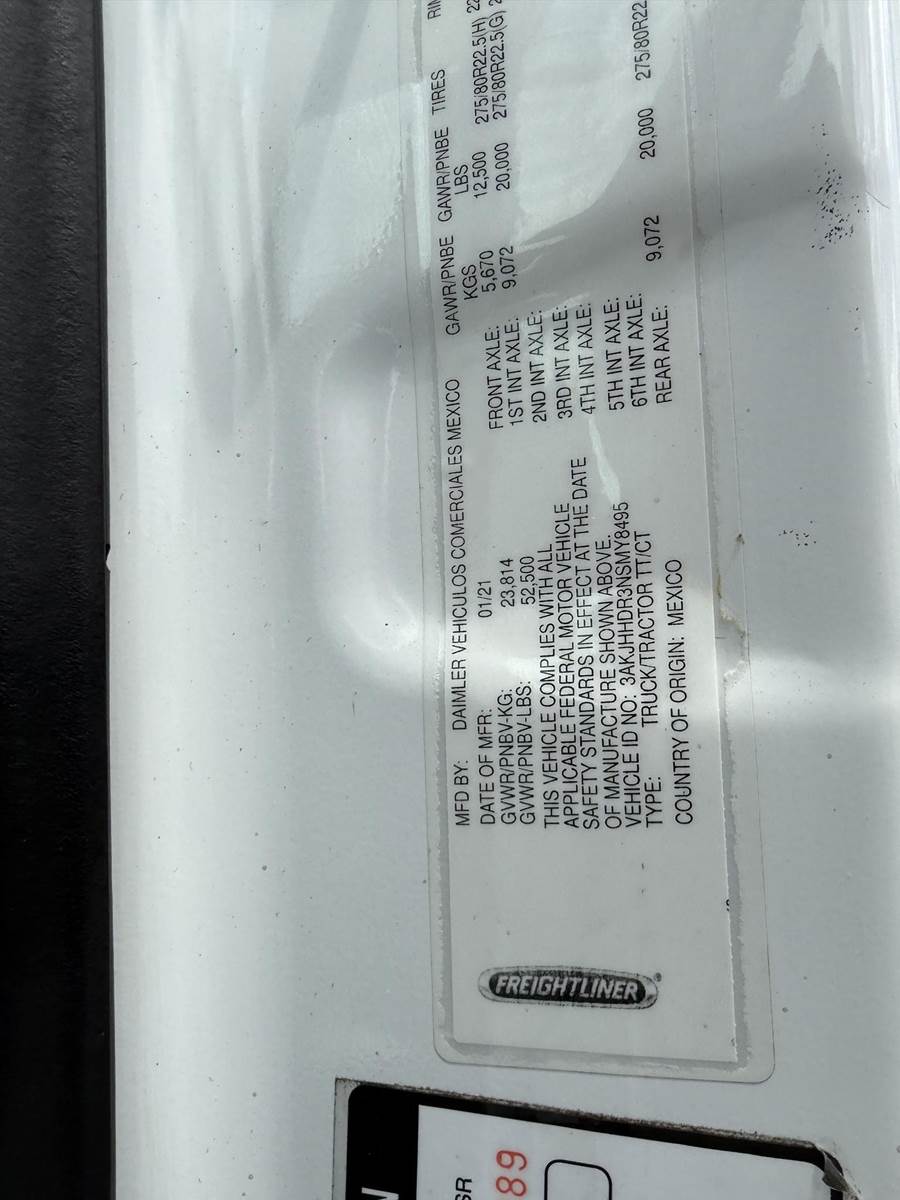 FREIGHTLINER
MFD BY: DAIMLER VEHICULOS COMERCIALES MEXICO
DATE OF MFR: 01/21
GVWR/PNBV-KG: 23,814
GVWR/PNBV-LBS: 52,500
THIS VEHICLE COMPLIES WITH ALL
APPLICABLE FEDERAL MOTOR VEHICLE
SAFETY STANDARDS IN EFFECT AT THE DATE
OF MANUFACTURE SHOWN ABOVE.
VEHICLE ID NO: 3AKJHHDR3NSMY8495
TYPE: TRUCK/TRACTOR TT/CT
COUNTRY OF ORIGIN: MEXICO
GAWR/PNBE GAWR/PNBE TIRES
KGS LBS
FRONT AXLE: 5,670 12,500 275/80R22.5(H)
1ST INT AXLE: 9,072 20,000 275/80R22.5(G)
2ND INT AXLE:
3RD INT AXLE:
4TH INT AXLE:
5TH INT AXLE:
6TH INT AXLE:
REAR AXLE: 9,072 20,000 275/80R22
89